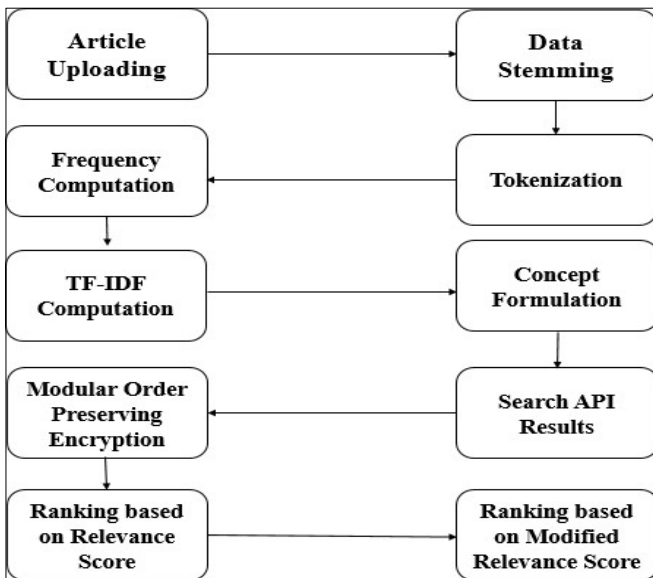 Article
Uploading
Data
Stemming
Frequency
Computation
Tokenization
TF-IDF
Computation
Concept
Formulation
Modular Order
Preserving
Encryption
Search API
Results
Ranking based
on Relevance
Score
Ranking based
on Modified
Relevance Score